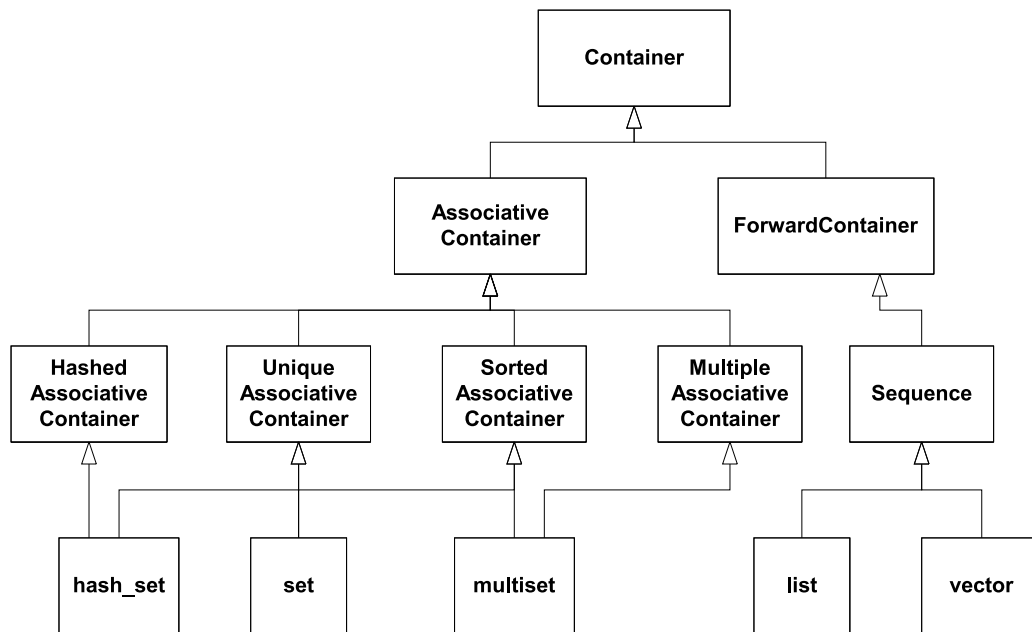 Container
Associative
Container
ForwardContainer
Hashed
Associative
Container
Unique
Associative
Container
Sorted
Associative
Container
Multiple
Associative
Container
Sequence
hash_set
set
multiset
list
vector